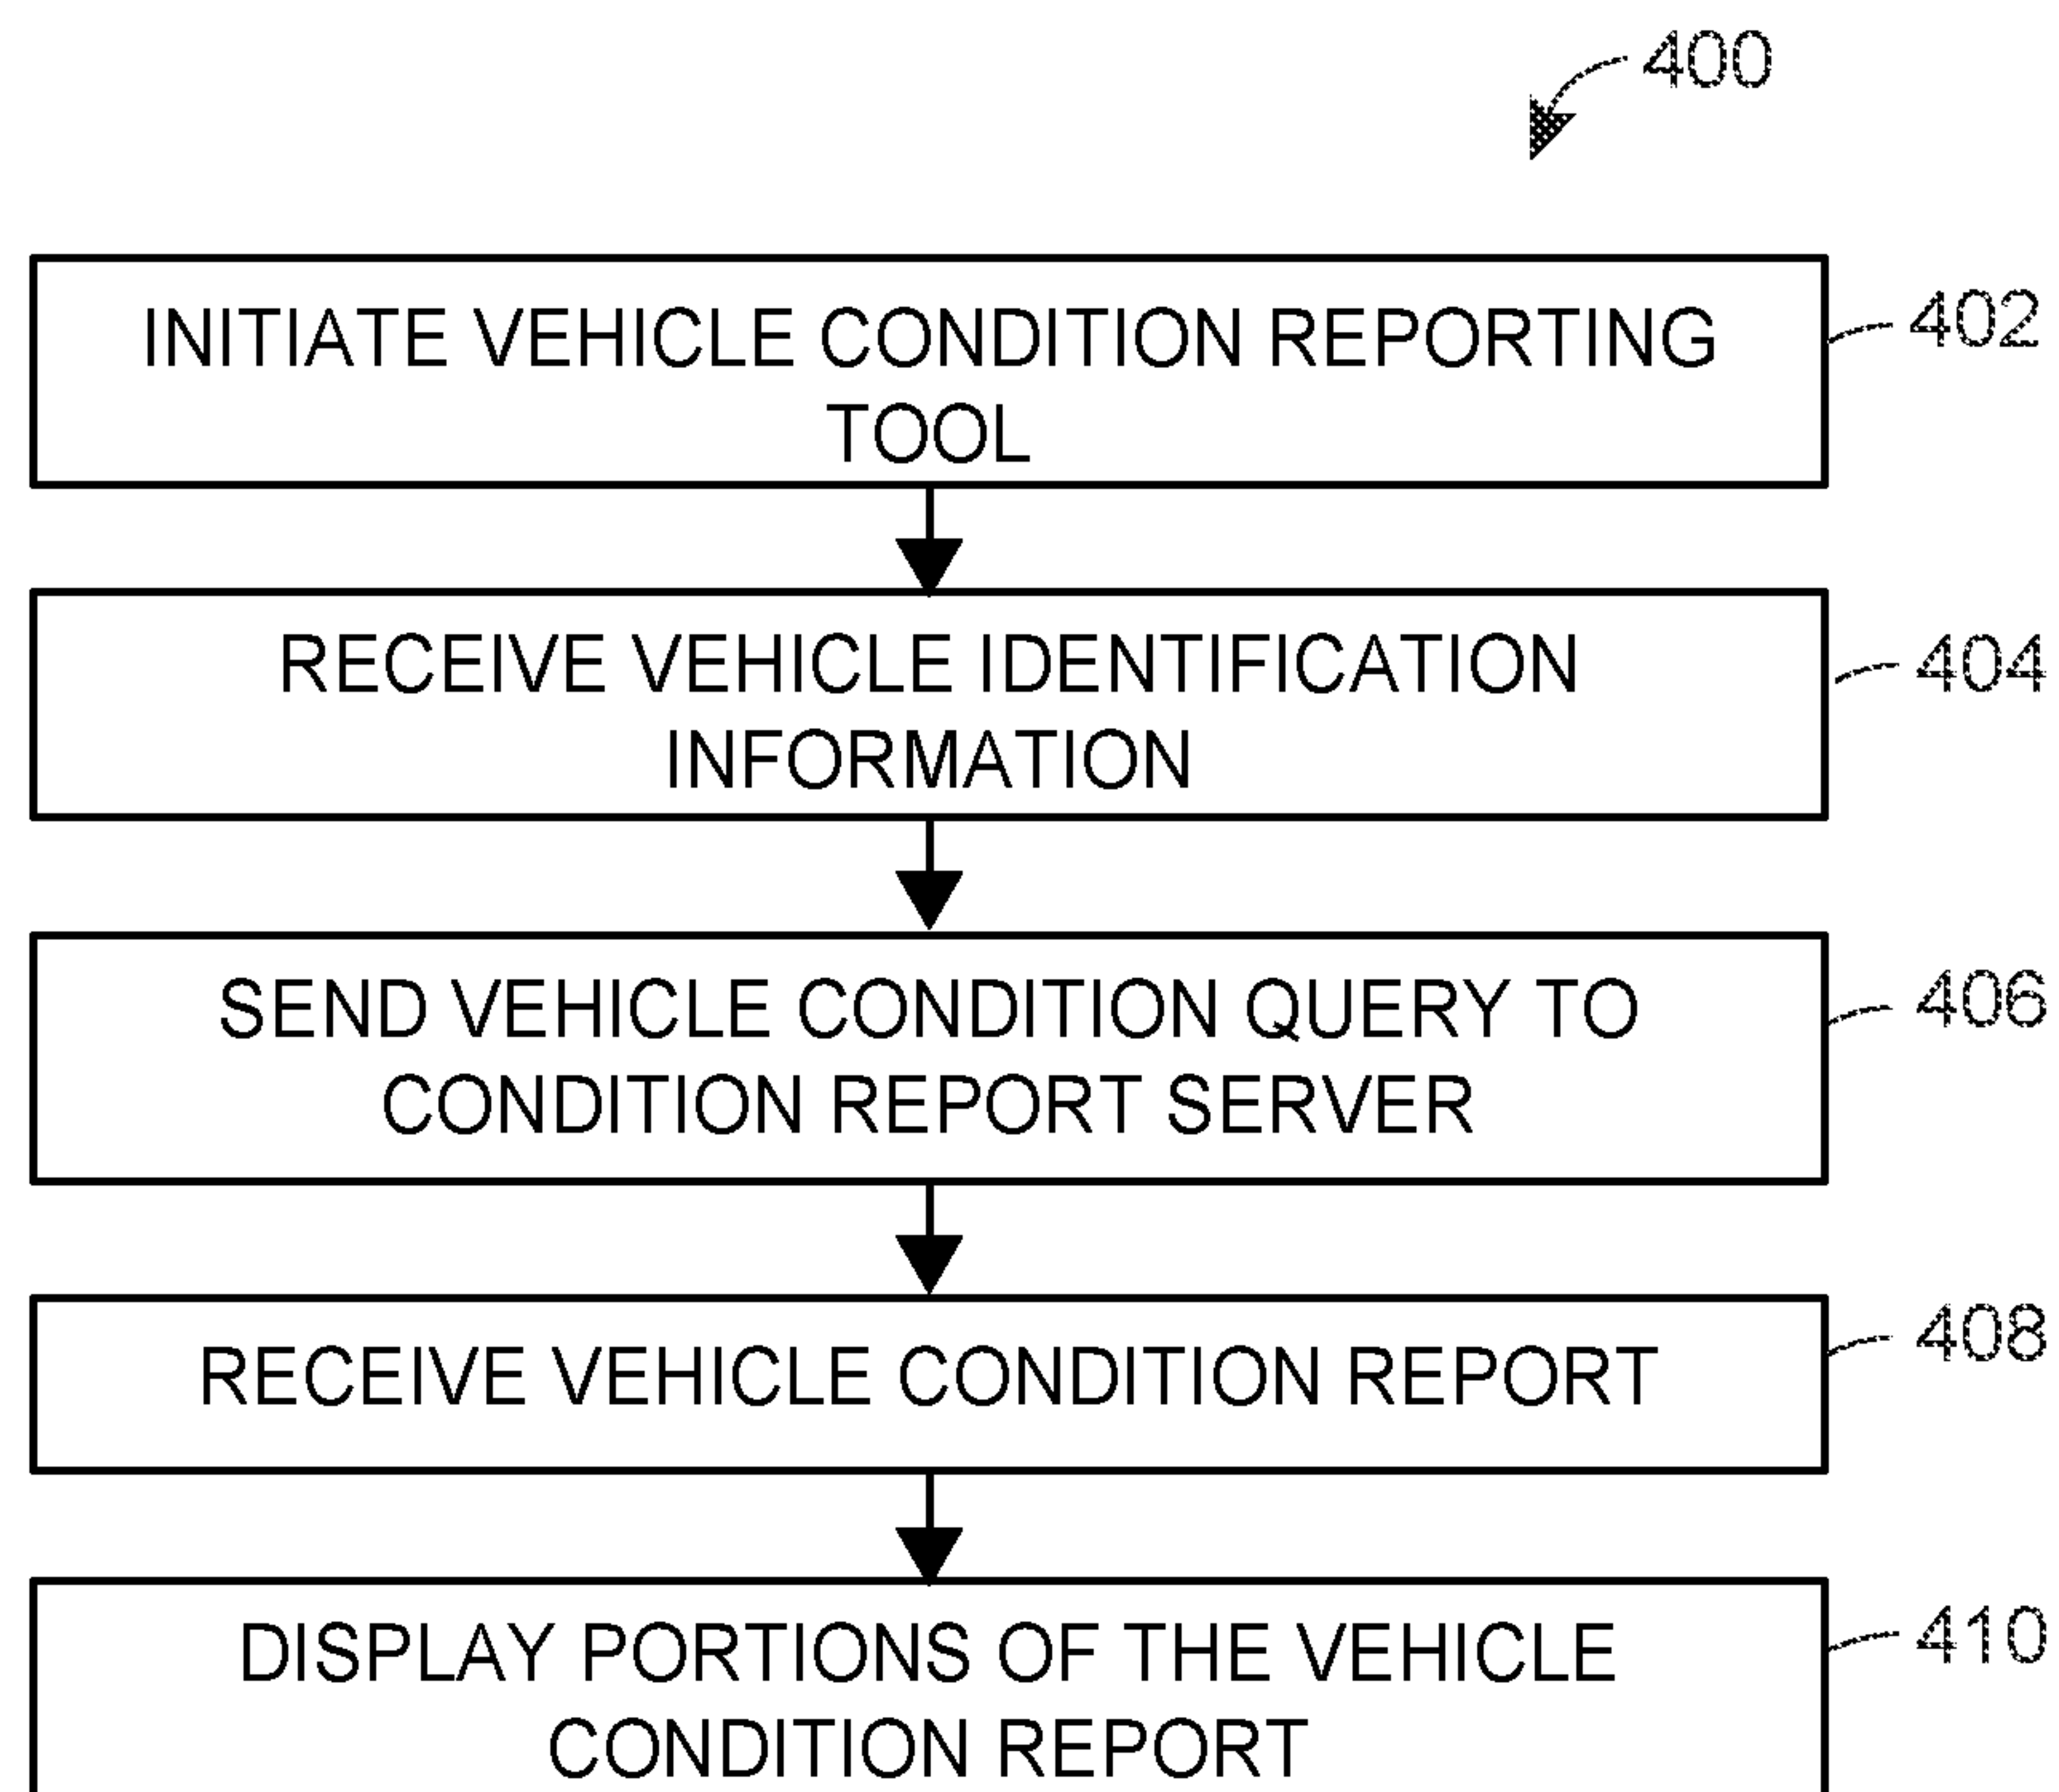 400
INITIATE VEHICLE CONDITION REPORTING
TOOL
402
RECEIVE VEHICLE IDENTIFICATION
INFORMATION
404
SEND VEHICLE CONDITION QUERY TO
CONDITION REPORT SERVER
406
RECEIVE VEHICLE CONDITION REPORT
408
DISPLAY PORTIONS OF THE VEHICLE
CONDITION REPORT
410